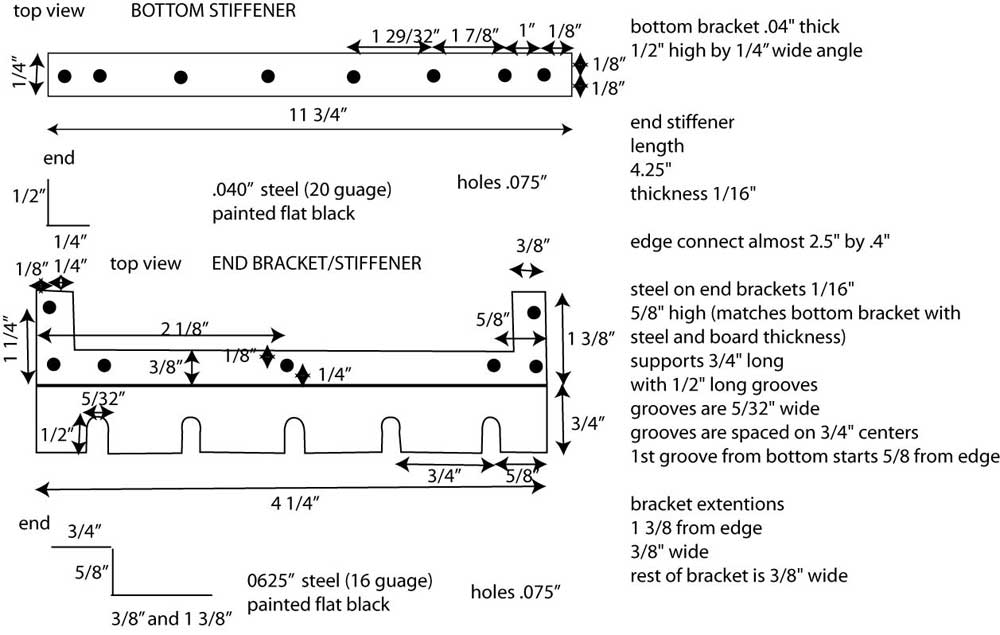 top view BOTTOM STIFFENER
1 29/32” 1 7/8” 1” 1/8”
1/4”
1/8”
1/8”
11 3/4”
bottom bracket .04" thick
1/2" high by 1/4” wide angle
end
1/2”
1/4”
.040” steel (20 guage)
painted flat black
holes .075”
end stiffener
length
4.25"
thickness 1/16"
edge connect almost 2.5" by .4"
top view END BRACKET/STIFFENER
3/8”
1/8” 1/4”
1 1/4”
2 1/8”
5/8”
1 3/8”
3/8”
1/8”
1/4”
5/32”
1/2”
3/4”
3/4”
5/8”
4 1/4”
steel on end brackets 1/16"
5/8" high (matches bottom bracket with
steel and board thickness)
supports 3/4" long
with 1/2" long grooves
grooves are 5/32" wide
grooves are spaced on 3/4" centers
1st groove from bottom starts 5/8 from edge
bracket extentions
1 3/8 from edge
3/8" wide
rest of bracket is 3/8" wide
end
3/4”
5/8”
3/8” and 1 3/8”
0625” steel (16 guage)
painted flat black
holes .075”